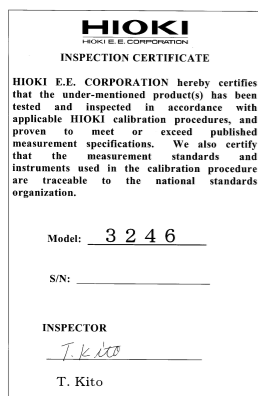 HIOKI
HIOKI E. E. CORPORATION
INSPECTION CERTIFICATE
HIOKI E.E. CORPORATION hereby certifies
that the under-mentioned product(s) has been
tested and inspected in accordance with
applicable HIOKI calibration procedures, and
proven to meet or exceed published
measurement specifications. We also certify
that the measurement standards and
instruments used in the calibration procedure
are traceable to the national standards
organization.
Model: 3246
S/N:
INSPECTOR
T. Kito
T. Kito